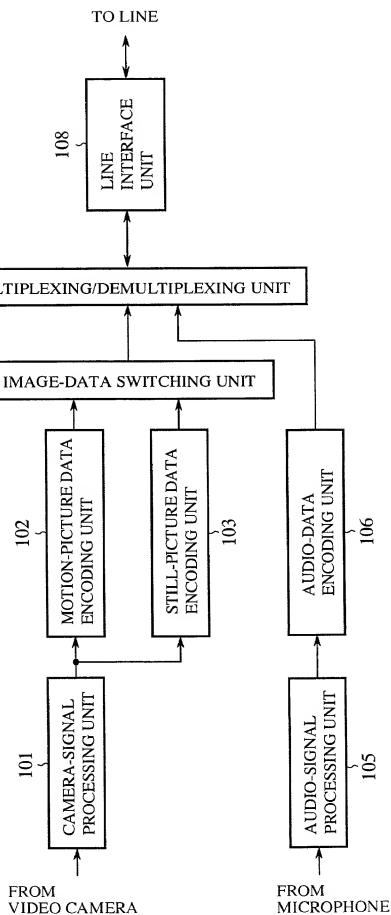 TO LINE
108
LINE
INTERFACE
UNIT
TIPLEXING/DEMULTIPLEXING UNIT
IMAGE-DATA SWITCHING UNIT
102
MOTION-PICTURE DATA
ENCODING UNIT
STILL-PICTURE DATA
ENCODING UNIT
103
AUDIO-DATA
ENCODING UNIT
106
101
CAMERA-SIGNAL
PROCESSING UNIT
AUDIO-SIGNAL
PROCESSING UNIT
105
FROM
VIDEO CAMERA
FROM
MICROPHONE